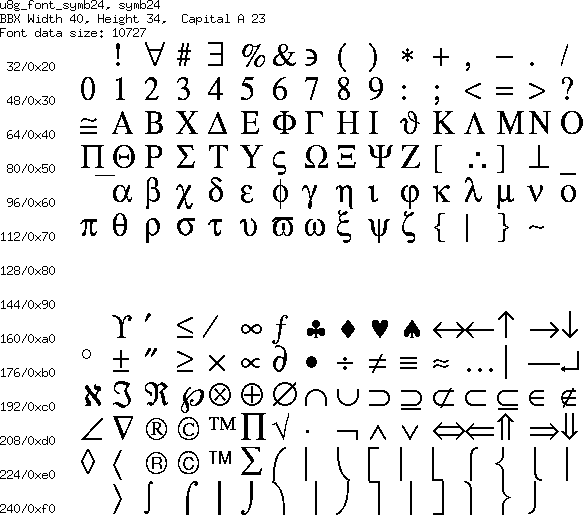 u8g_font_symb24, symb24
BBX Width 40, Height 34,  Capital A 23
Font data size: 10727
32/0x20 ! ∀ # ∃ % & ∋ ( ) ∗ + , − . /
48/0x30 0 1 2 3 4 5 6 7 8 9 : ; < = > ?
64/0x40 ≅ Α Β Χ Δ Ε Φ Γ Η Ι ϑ Κ Λ Μ Ν Ο
80/0x50 Π Θ Ρ Σ Τ Υ ς Ω Ξ Ψ Ζ [ ∴ ] ⊥ _
96/0x60 ‾ α β χ δ ε ϕ γ η ι φ κ λ μ ν ο
112/0x70 π θ ρ σ τ υ ϖ ω ξ ψ ζ { | } ~
128/0x80
144/0x90
160/0xa0 ϒ ′ ≤ ⁄ ∞ ƒ ♣ ♦ ♥ ♠ ↔ ← ↑ → ↓
176/0xb0 ° ± ″ ≥ × ∝ ∂ • ÷ ≠ ≡ ≈ … ⏐ ⎯ ↵
192/0xc0 ℵ ℑ ℜ ℘ ⊗ ⊕ ∅ ∩ ∪ ⊃ ⊇ ⊄ ⊂ ⊆ ∈ ∉
208/0xd0 ∠ ∇ ® © ™ ∏ √ ⋅ ¬ ∧ ∨ ⇔ ⇐ ⇑ ⇒ ⇓
224/0xe0 ◊ 〈 ® © ™ ∑ ⎛ ⎜ ⎝ ⎡ ⎢ ⎣ ⎧ ⎨ ⎩ ⎪
240/0xf0 〉 ∫ ⌠ ⎮ ⌡ ⎞ ⎟ ⎠ ⎤ ⎥ ⎦ ⎫ ⎬ ⎭